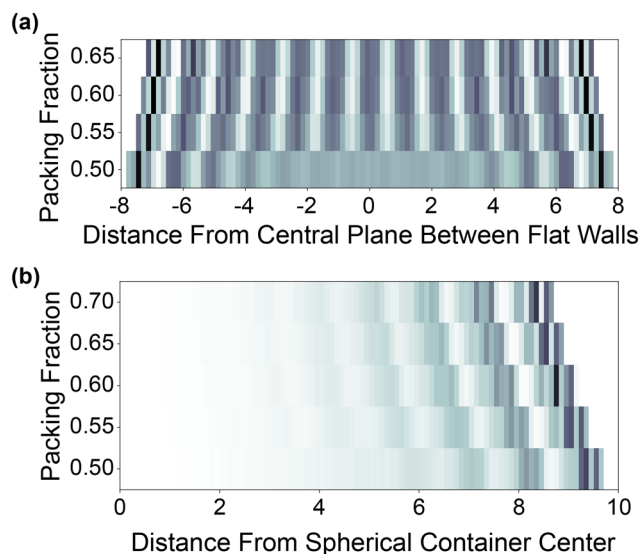 (a)
Packing Fraction
0.65
0.60
0.55
0.50
-8 -6 -4 -2 0 2 4 6 8
Distance From Central Plane Between Flat Walls
(b)
Packing Fraction
0.70
0.65
0.60
0.55
0.50
0 2 4 6 8 10
Distance From Spherical Container Center